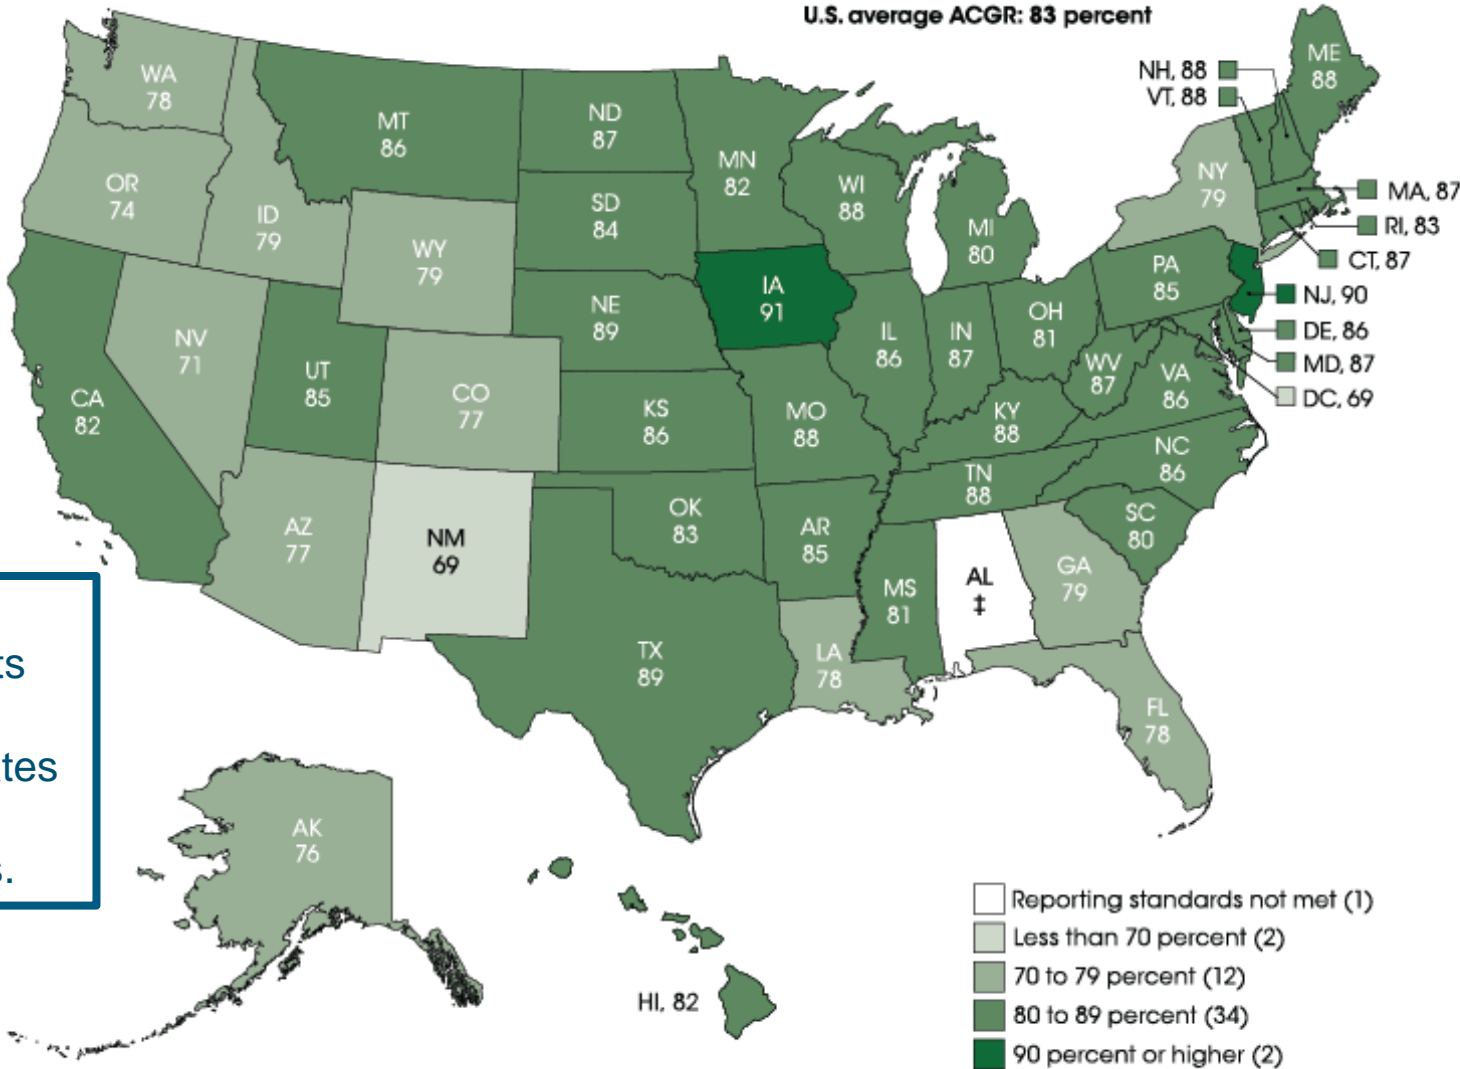 U.S. average ACGR: 83 percent
WA
78
OR
74
ID
79
MT
86
ND
87
SD
84
WY
79
NE
89
MN
82
WI
88
MI
80
IA
91
NV
71
UT
85
CO
77
CA
82
KS
86
MO
88
IL
86
IN
87
OH
81
PA
85
NY
79
ME
88
NH, 88
VT, 88
MA, 87
RI, 83
CT, 87
NJ, 90
DE, 86
MD, 87
DC, 69
WV
87
VA
86
KY
88
NC
86
TN
88
SC
80
AZ
77
NM
69
OK
83
AR
85
MS
81
AL
‡
GA
79
TX
89
LA
78
FL
78
AK
76
HI, 82
ts
tes
s.
Reporting standards not met (1)
Less than 70 percent (2)
70 to 79 percent (12)
80 to 89 percent (34)
90 percent or higher (2)